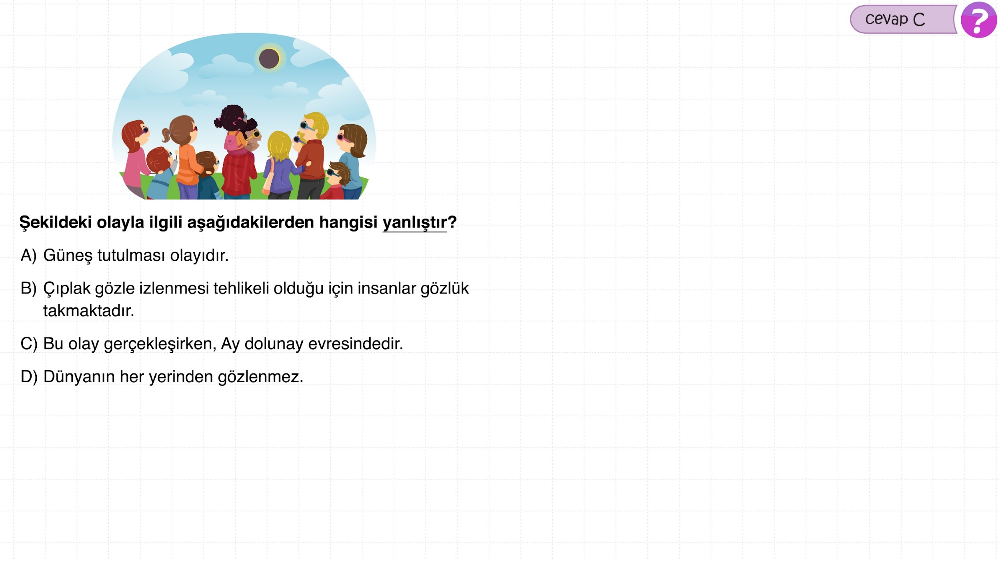 cevap C
?
Şekildeki olayla ilgili aşağıdakilerden hangisi yanlıştır?
A) Güneş tutulması olayıdır.
B) Çıplak gözle izlenmesi tehlikeli olduğu için insanlar gözlük
takmaktadır.
C) Bu olay gerçekleşirken, Ay dolunay evresindedir.
D) Dünyanın her yerinden gözlenmez.